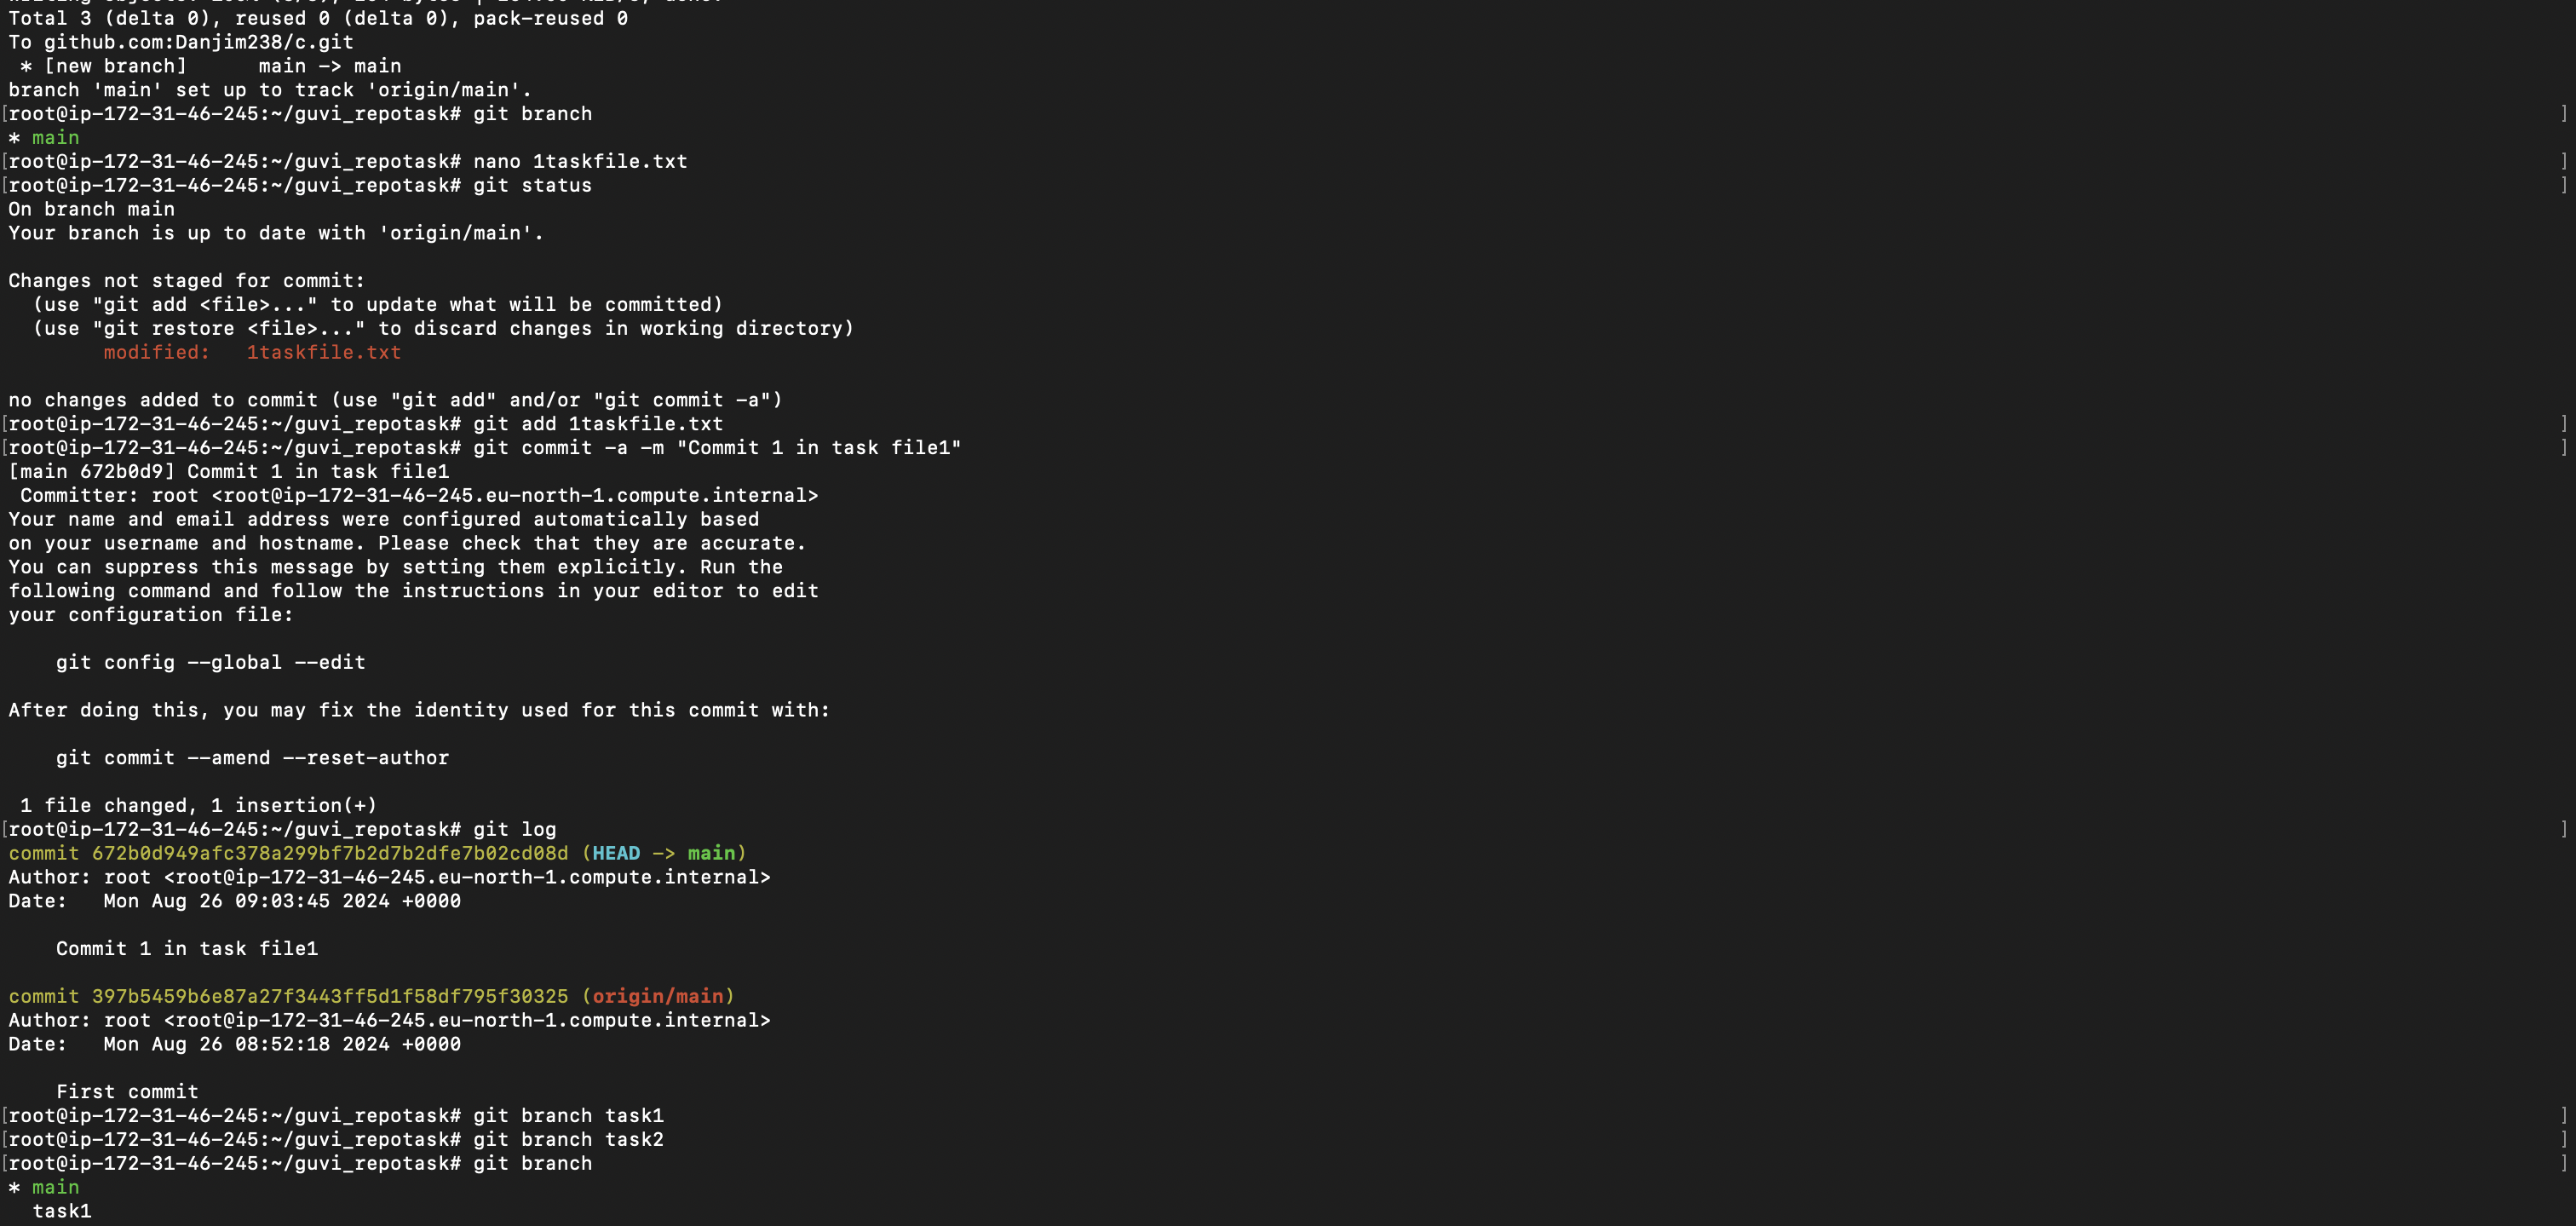 Total 3 (delta 0), reused 0 (delta 0), pack-reused 0
To github.com:Danjim238/c.git
 * [new branch]      main -> main
branch 'main' set up to track 'origin/main'.
[root@ip-172-31-46-245:~/guvi_repotask# git branch ]
* main
[root@ip-172-31-46-245:~/guvi_repotask# nano 1taskfile.txt ]
[root@ip-172-31-46-245:~/guvi_repotask# git status ]
On branch main
Your branch is up to date with 'origin/main'.

Changes not staged for commit:
  (use "git add <file>..." to update what will be committed)
  (use "git restore <file>..." to discard changes in working directory)
        modified:   1taskfile.txt

no changes added to commit (use "git add" and/or "git commit -a")
[root@ip-172-31-46-245:~/guvi_repotask# git add 1taskfile.txt ]
[root@ip-172-31-46-245:~/guvi_repotask# git commit -a -m "Commit 1 in task file1" ]
[main 672b0d9] Commit 1 in task file1
 Committer: root <root@ip-172-31-46-245.eu-north-1.compute.internal>
Your name and email address were configured automatically based
on your username and hostname. Please check that they are accurate.
You can suppress this message by setting them explicitly. Run the
following command and follow the instructions in your editor to edit
your configuration file:

    git config --global --edit

After doing this, you may fix the identity used for this commit with:

    git commit --amend --reset-author

 1 file changed, 1 insertion(+)
[root@ip-172-31-46-245:~/guvi_repotask# git log ]
commit 672b0d949afc378a299bf7b2d7b2dfe7b02cd08d (HEAD -> main)
Author: root <root@ip-172-31-46-245.eu-north-1.compute.internal>
Date:   Mon Aug 26 09:03:45 2024 +0000

    Commit 1 in task file1

commit 397b5459b6e87a27f3443ff5d1f58df795f30325 (origin/main)
Author: root <root@ip-172-31-46-245.eu-north-1.compute.internal>
Date:   Mon Aug 26 08:52:18 2024 +0000

    First commit
[root@ip-172-31-46-245:~/guvi_repotask# git branch task1 ]
[root@ip-172-31-46-245:~/guvi_repotask# git branch task2 ]
[root@ip-172-31-46-245:~/guvi_repotask# git branch ]
* main
  task1